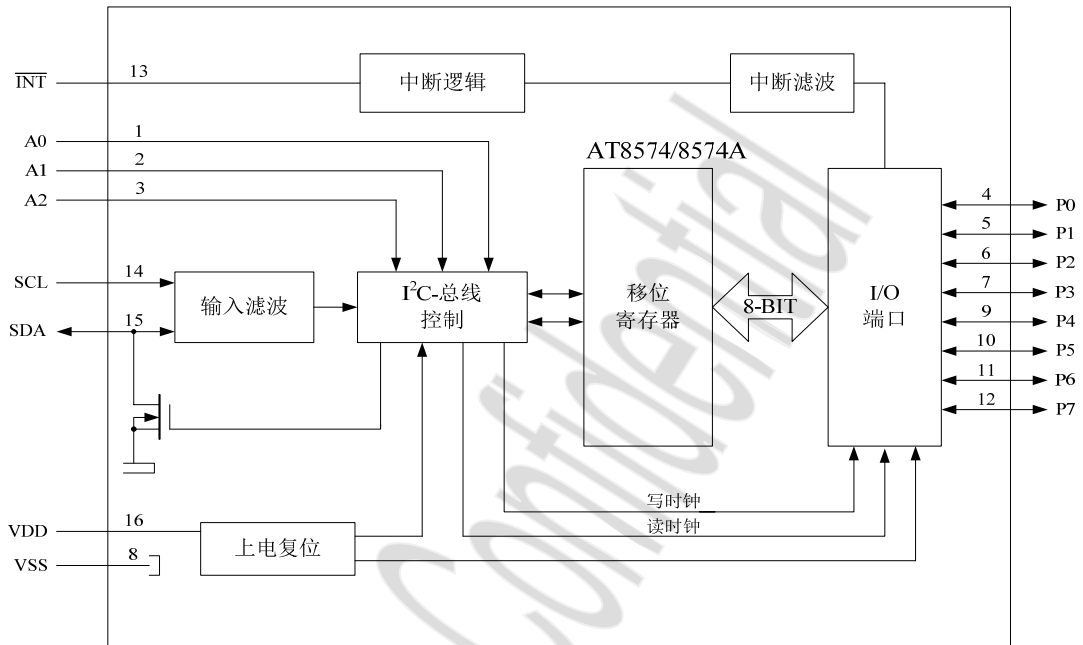 INT 13 中断逻辑 中断滤波
A0 1
A1 2
A2 3
AT8574/8574A
SCL 14
SDA 15
输入滤波
I²C-总线
控制
移位
寄存器
8-BIT
I/O
端口
4 P0
5 P1
6 P2
7 P3
9 P4
10 P5
11 P6
12 P7
写时钟
读时钟
VDD 16
VSS 8
上电复位
Confidential